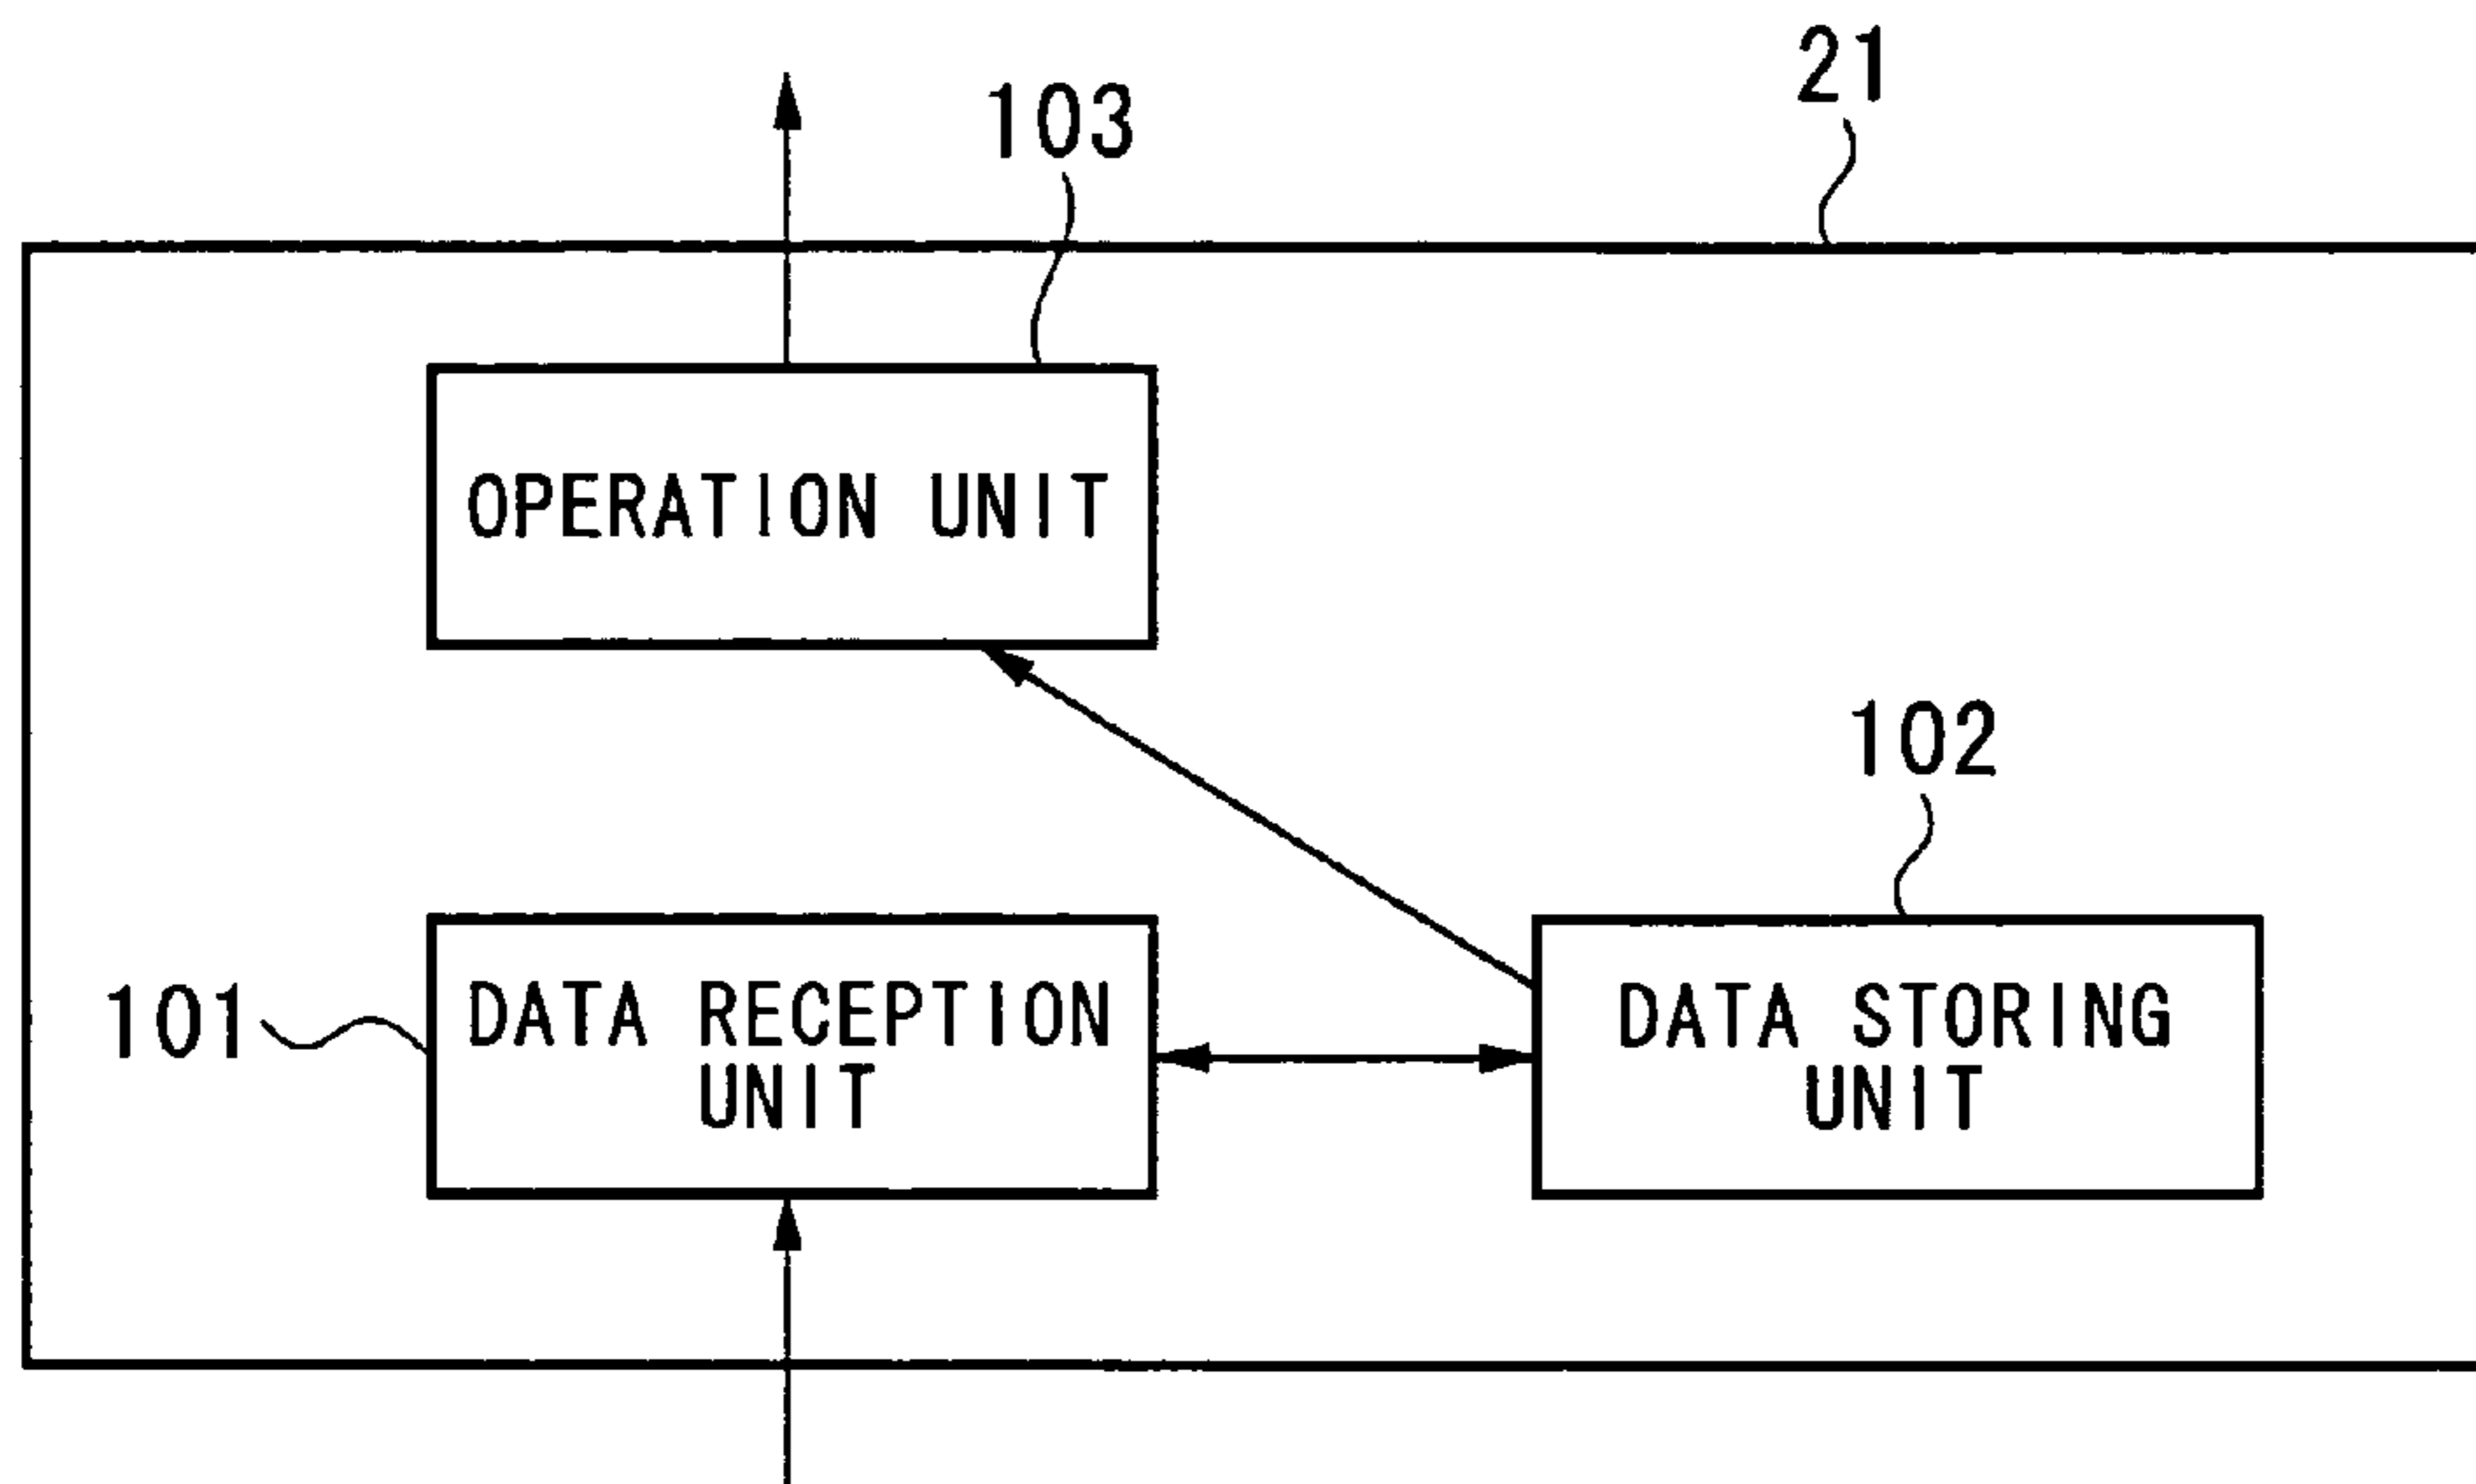 21
103
OPERATION UNIT
102
101
DATA RECEPTION
UNIT
DATA STORING
UNIT